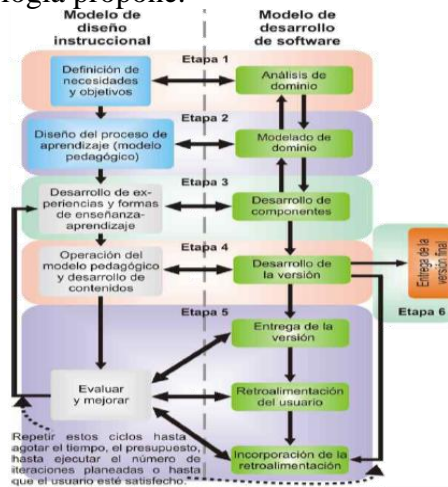 ología propone.
Modelo de
diseño
instruccional
Modelo de
desarrollo
de software
Etapa 1
Definición de
necesidades
y objetivos
Análisis de
dominio
Etapa 2
Diseño del proceso de
aprendizaje (modelo
pedagógico)
Modelado de
dominio
Etapa 3
Desarrollo de ex-
periencias y formas
de enseñanza-
aprendizaje
Desarrollo de
componentes
Etapa 4
Operación del
modelo pedagógico
y desarrollo de
contenidos
Desarrollo de
la versión
Entrega de la
versión final
Etapa 6
Etapa 5
Entrega de la
versión
Evaluar
y mejorar
Retroalimentación
del usuario
Incorporación de la
retroalimentación
Repetir estos ciclos hasta
agotar el tiempo, el presupuesto,
hasta ejecutar el número de
iteraciones planeadas o hasta
que el usuario esté satisfecho.